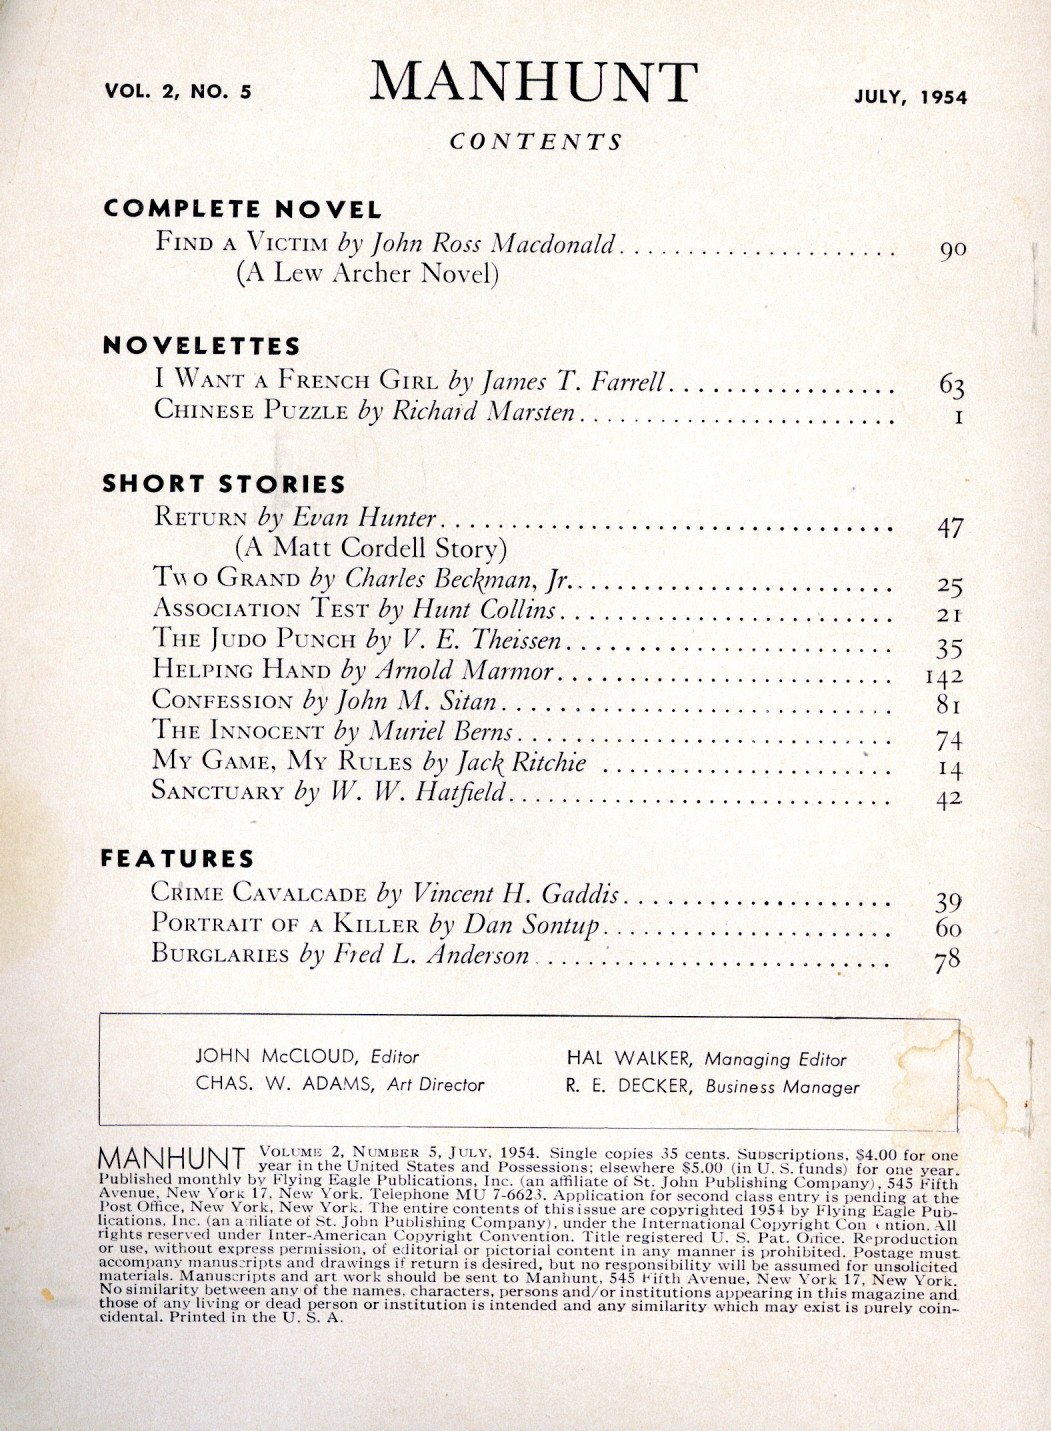 VOL. 2, NO. 5
MANHUNT
JULY, 1954
CONTENTS
COMPLETE NOVEL
FIND A VICTIM by John Ross Macdonald . . . . . . . . . . . . . . . . . . . . . 90
(A Lew Archer Novel)
NOVELETTES
I WANT A FRENCH GIRL by James T. Farrell . . . . . . . . . . . . . . . . 63
CHINESE PUZZLE by Richard Marsten . . . . . . . . . . . . . . . . . . . . . . . 1
SHORT STORIES
RETURN by Evan Hunter . . . . . . . . . . . . . . . . . . . . . . . . . . . . . . . . 47
(A Matt Cordell Story)
TWO GRAND by Charles Beckman, Jr. . . . . . . . . . . . . . . . . . . . . . . . 25
ASSOCIATION TEST by Hunt Collins . . . . . . . . . . . . . . . . . . . . . . . . 21
THE JUDO PUNCH by V. E. Theissen . . . . . . . . . . . . . . . . . . . . . . . 35
HELPING HAND by Arnold Marmor . . . . . . . . . . . . . . . . . . . . . . . . 142
CONFESSION by John M. Sitan . . . . . . . . . . . . . . . . . . . . . . . . . . . . 81
THE INNOCENT by Muriel Berns . . . . . . . . . . . . . . . . . . . . . . . . . . . 74
MY GAME, MY RULES by Jack Ritchie . . . . . . . . . . . . . . . . . . . . . 14
SANCTUARY by W. W. Hatfield . . . . . . . . . . . . . . . . . . . . . . . . . . . . 42
FEATURES
CRIME CAVALCADE by Vincent H. Gaddis . . . . . . . . . . . . . . . . . . . 39
PORTRAIT OF A KILLER by Dan Sontup . . . . . . . . . . . . . . . . . . . . . 60
BURGLARIES by Fred L. Anderson . . . . . . . . . . . . . . . . . . . . . . . . . 78
JOHN McCLOUD, Editor HAL WALKER, Managing Editor
CHAS. W. ADAMS, Art Director R. E. DECKER, Business Manager
MANHUNT VOLUME 2, NUMBER 5, JULY, 1954. Single copies 35 cents. Subscriptions, $4.00 for one
year in the United States and Possessions; elsewhere $5.00 (in U. S. funds) for one year.
Published monthly by Flying Eagle Publications, Inc. (an affiliate of St. John Publishing Company), 545 Fifth
Avenue, New York 17, New York. Telephone MU 7-6623. Application for second class entry is pending at the
Post Office, New York, New York. The entire contents of this issue are copyrighted 1954 by Flying Eagle Pub-
lications, Inc. (an affiliate of St. John Publishing Company), under the International Copyright Convention. All
rights reserved under Inter-American Copyright Convention. Title registered U. S. Pat. Office. Reproduction
or use, without express permission, of editorial or pictorial content in any manner is prohibited. Postage must
accompany manuscripts and drawings if return is desired, but no responsibility will be assumed for unsolicited
materials. Manuscripts and art work should be sent to Manhunt, 545 Fifth Avenue, New York 17, New York.
No similarity between any of the names, characters, persons and/or institutions appearing in this magazine and
those of any living or dead person or institution is intended and any similarity which may exist is purely coin-
cidental. Printed in the U. S. A.